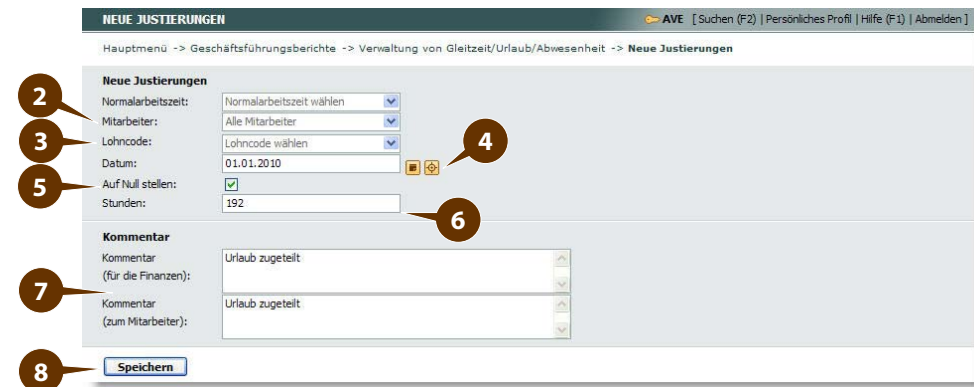 NEUE JUSTIERUNGEN AVE [ Suchen (F2) | Persönliches Profil | Hilfe (F1) | Abmelden ]
Hauptmenü -> Geschäftsführungsberichte -> Verwaltung von Gleitzeit/Urlaub/Abwesenheit -> Neue Justierungen
Neue Justierungen
Normalarbeitszeit: Normalarbeitszeit wählen
2 Mitarbeiter: Alle Mitarbeiter
3 Lohncode: Lohncode wählen
4
Datum: 01.01.2010
5 Auf Null stellen:
Stunden: 192
6
Kommentar
Kommentar Urlaub zugeteilt
(für die Finanzen):
7
Kommentar Urlaub zugeteilt
(zum Mitarbeiter):
8 Speichern